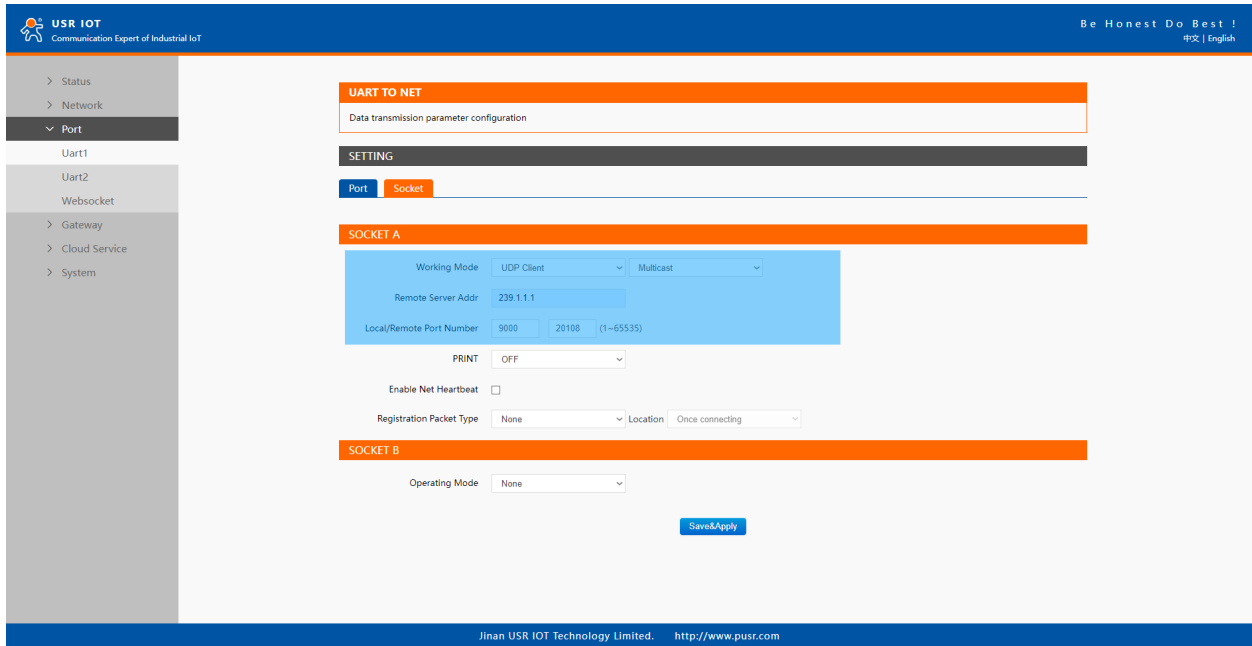 USR IOT
Communication Expert of Industrial IoT
Be Honest Do Best !
中文 | English
Status
Network
Port
Uart1
Uart2
Websocket
Gateway
Cloud Service
System
UART TO NET
Data transmission parameter configuration
SETTING
Port Socket
SOCKET A
Working Mode UDP Client Multicast
Remote Server Addr 239.1.1.1
Local/Remote Port Number 9000 20108 (1~65535)
PRINT OFF
Enable Net Heartbeat
Registration Packet Type None Location Once connecting
SOCKET B
Operating Mode None
Save&Apply
Jinan USR IOT Technology Limited. http://www.pusr.com